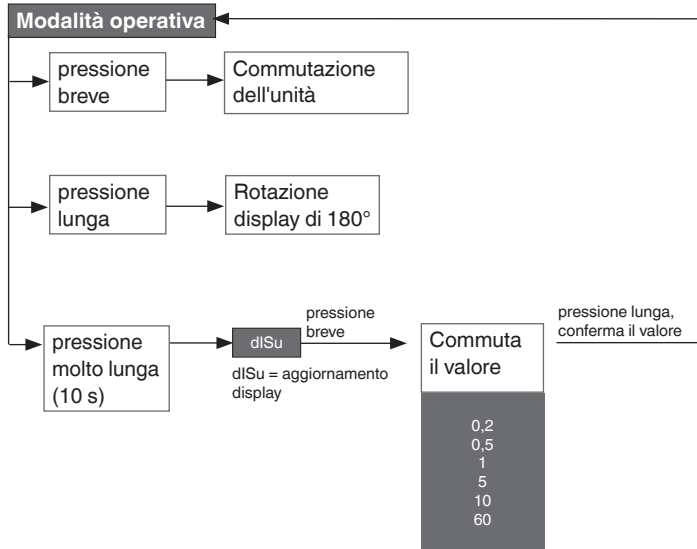 Modalità operativa
pressione
breve
Commutazione
dell'unità
pressione
lunga
Rotazione
display di 180°
pressione
molto lunga
(10 s)
dISu
dISu = aggiornamento
display
pressione
breve
Commuta
il valore
0,2
0,5
1
5
10
60
pressione lunga,
conferma il valore